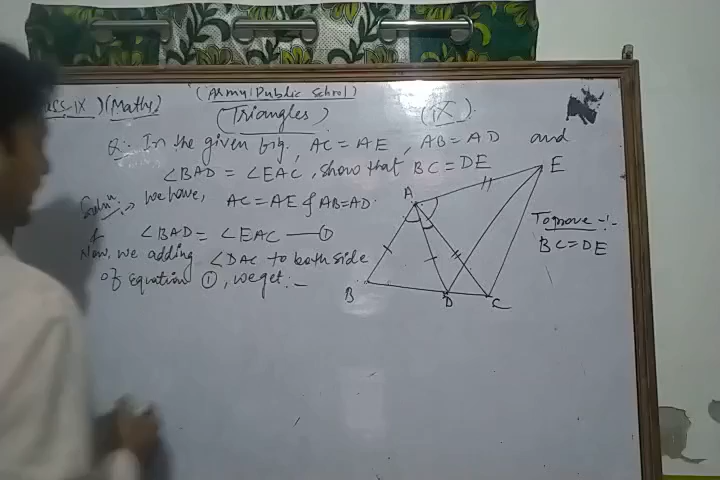 (Army Public School)
-IX) (Maths)
(Triangles) (IX).
Q:- In the given fig, AC = AE, AB = AD and
∠BAD = ∠EAC, show that BC = DE
Soln:-> we have, AC = AE & AB = AD.
& ∠BAD = ∠EAC —①
Now, we adding ∠DAC to both side
of Equation ①, we get:-
A
B
D
C
E
To prove -:-
BC = DE